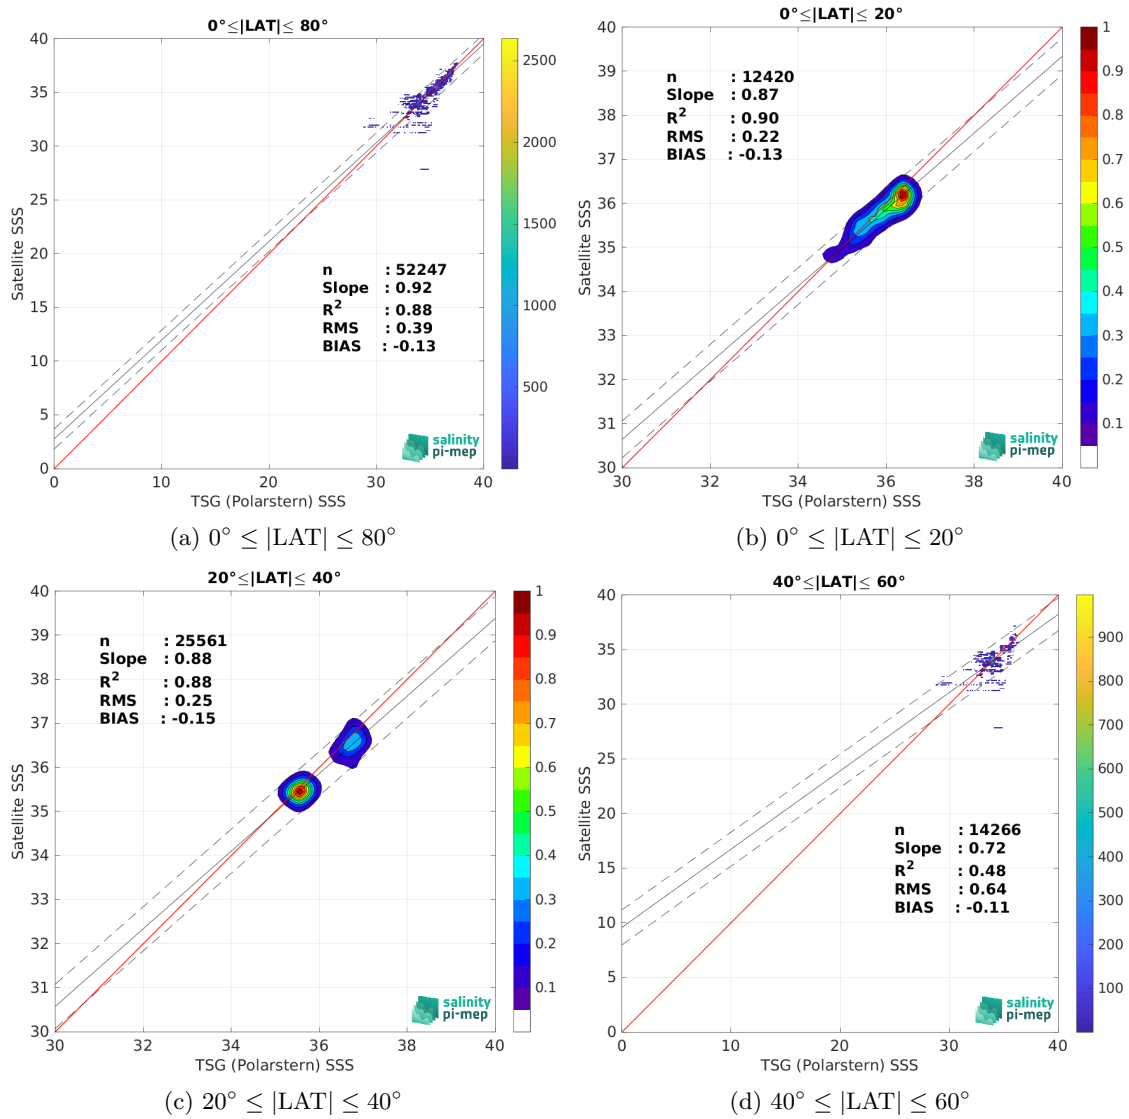 0°≤|LAT|≤ 80°
40
35
30
25
20
15
10
5
0
Satellite SSS
0 10 20 30 40
TSG (Polarstern) SSS
n : 52247
Slope : 0.92
R² : 0.88
RMS : 0.39
BIAS : -0.13
salinity
pi-mep
2500
2000
1500
1000
500
(a) 0° ≤ |LAT| ≤ 80°
0°≤|LAT|≤ 20°
40
39
38
37
36
35
34
33
32
31
30
Satellite SSS
30 32 34 36 38 40
TSG (Polarstern) SSS
n : 12420
Slope : 0.87
R² : 0.90
RMS : 0.22
BIAS : -0.13
salinity
pi-mep
1
0.9
0.8
0.7
0.6
0.5
0.4
0.3
0.2
0.1
(b) 0° ≤ |LAT| ≤ 20°
20°≤|LAT|≤ 40°
40
39
38
37
36
35
34
33
32
31
30
Satellite SSS
30 32 34 36 38 40
TSG (Polarstern) SSS
n : 25561
Slope : 0.88
R² : 0.88
RMS : 0.25
BIAS : -0.15
salinity
pi-mep
1
0.9
0.8
0.7
0.6
0.5
0.4
0.3
0.2
0.1
(c) 20° ≤ |LAT| ≤ 40°
40°≤|LAT|≤ 60°
40
35
30
25
20
15
10
5
0
Satellite SSS
0 10 20 30 40
TSG (Polarstern) SSS
n : 14266
Slope : 0.72
R² : 0.48
RMS : 0.64
BIAS : -0.11
salinity
pi-mep
900
800
700
600
500
400
300
200
100
(d) 40° ≤ |LAT| ≤ 60°